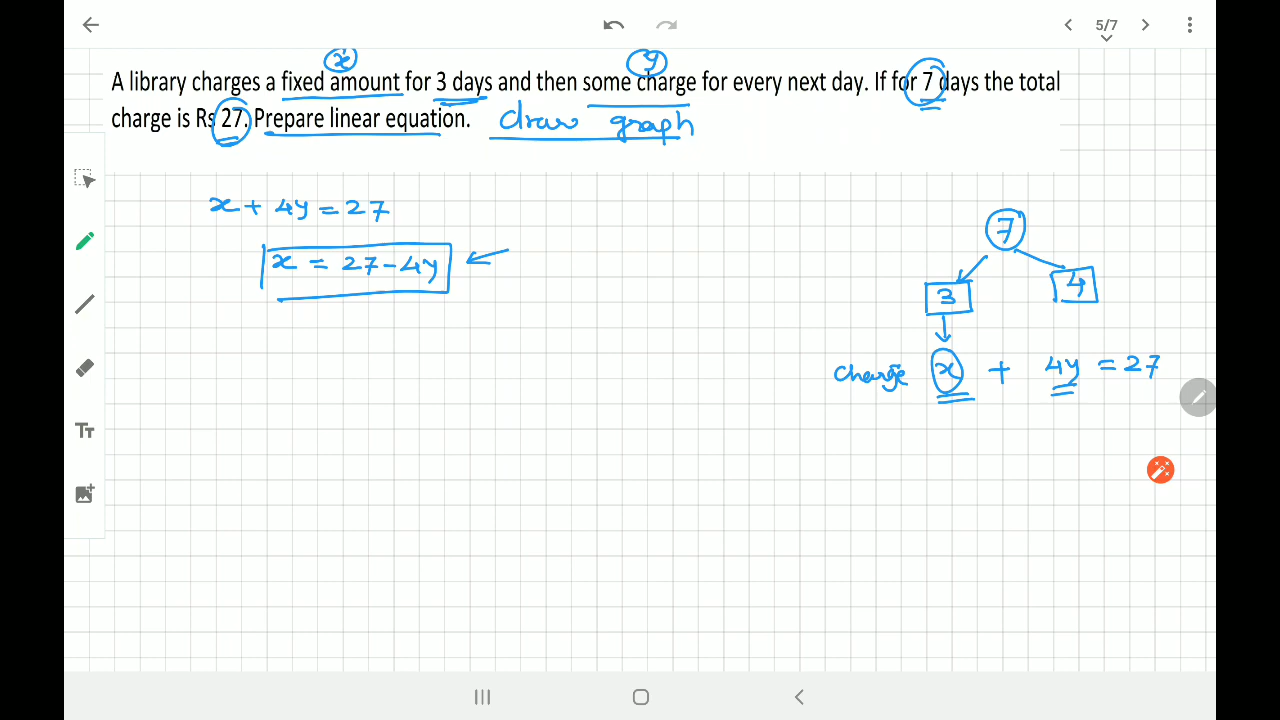 5/7
x y
A library charges a fixed amount for 3 days and then some charge for every next day. If for 7 days the total
charge is Rs 27. Prepare linear equation. draw graph
x + 4y = 27
x = 27 - 4y
7
3 4
charge x + 4y = 27
Tт